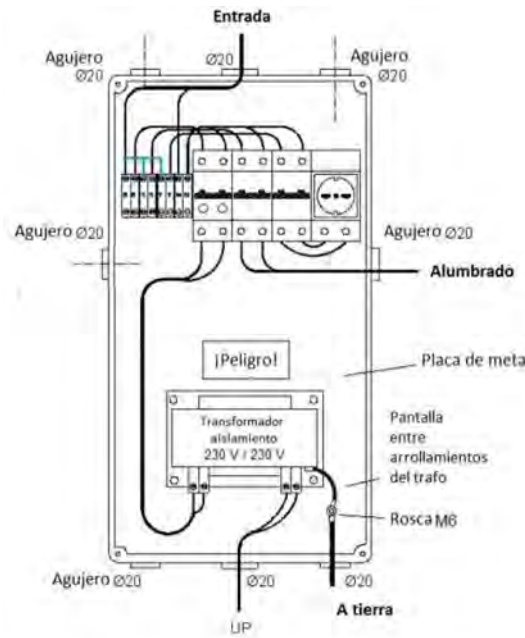 Entrada
Agujero
Ø20
Ø20
Agujero
Ø20
Agujero Ø20
Agujero Ø20
Alumbrado
¡Peligro!
Placa de meta
Transformador
aislamiento
230 V / 230 V
Pantalla
entre
arrollamientos
del trafo
Rosca M6
Agujero Ø20
Ø20
Ø20
A tierra
UP